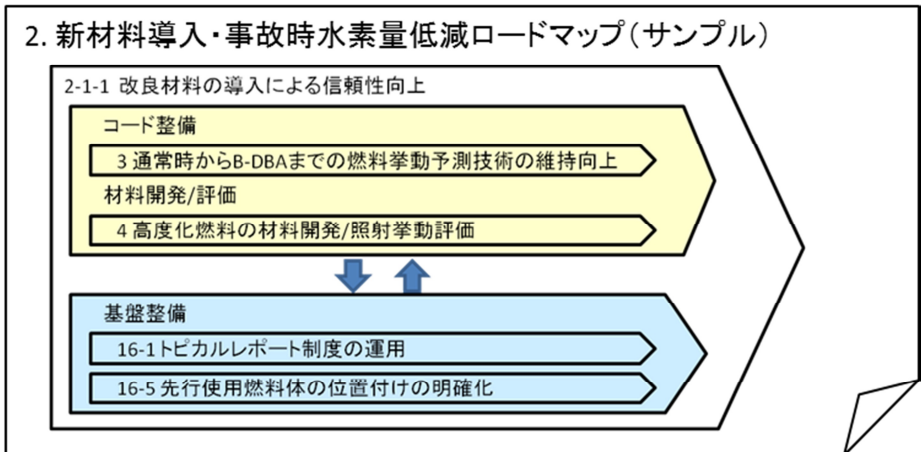 2. 新材料導入・事故時水素量低減ロードマップ(サンプル)
2-1-1 改良材料の導入による信頼性向上
コード整備
3 通常時からB-DBAまでの燃料挙動予測技術の維持向上
材料開発/評価
4 高度化燃料の材料開発/照射挙動評価
基盤整備
16-1トピカルレポート制度の運用
16-5 先行使用燃料体の位置付けの明確化